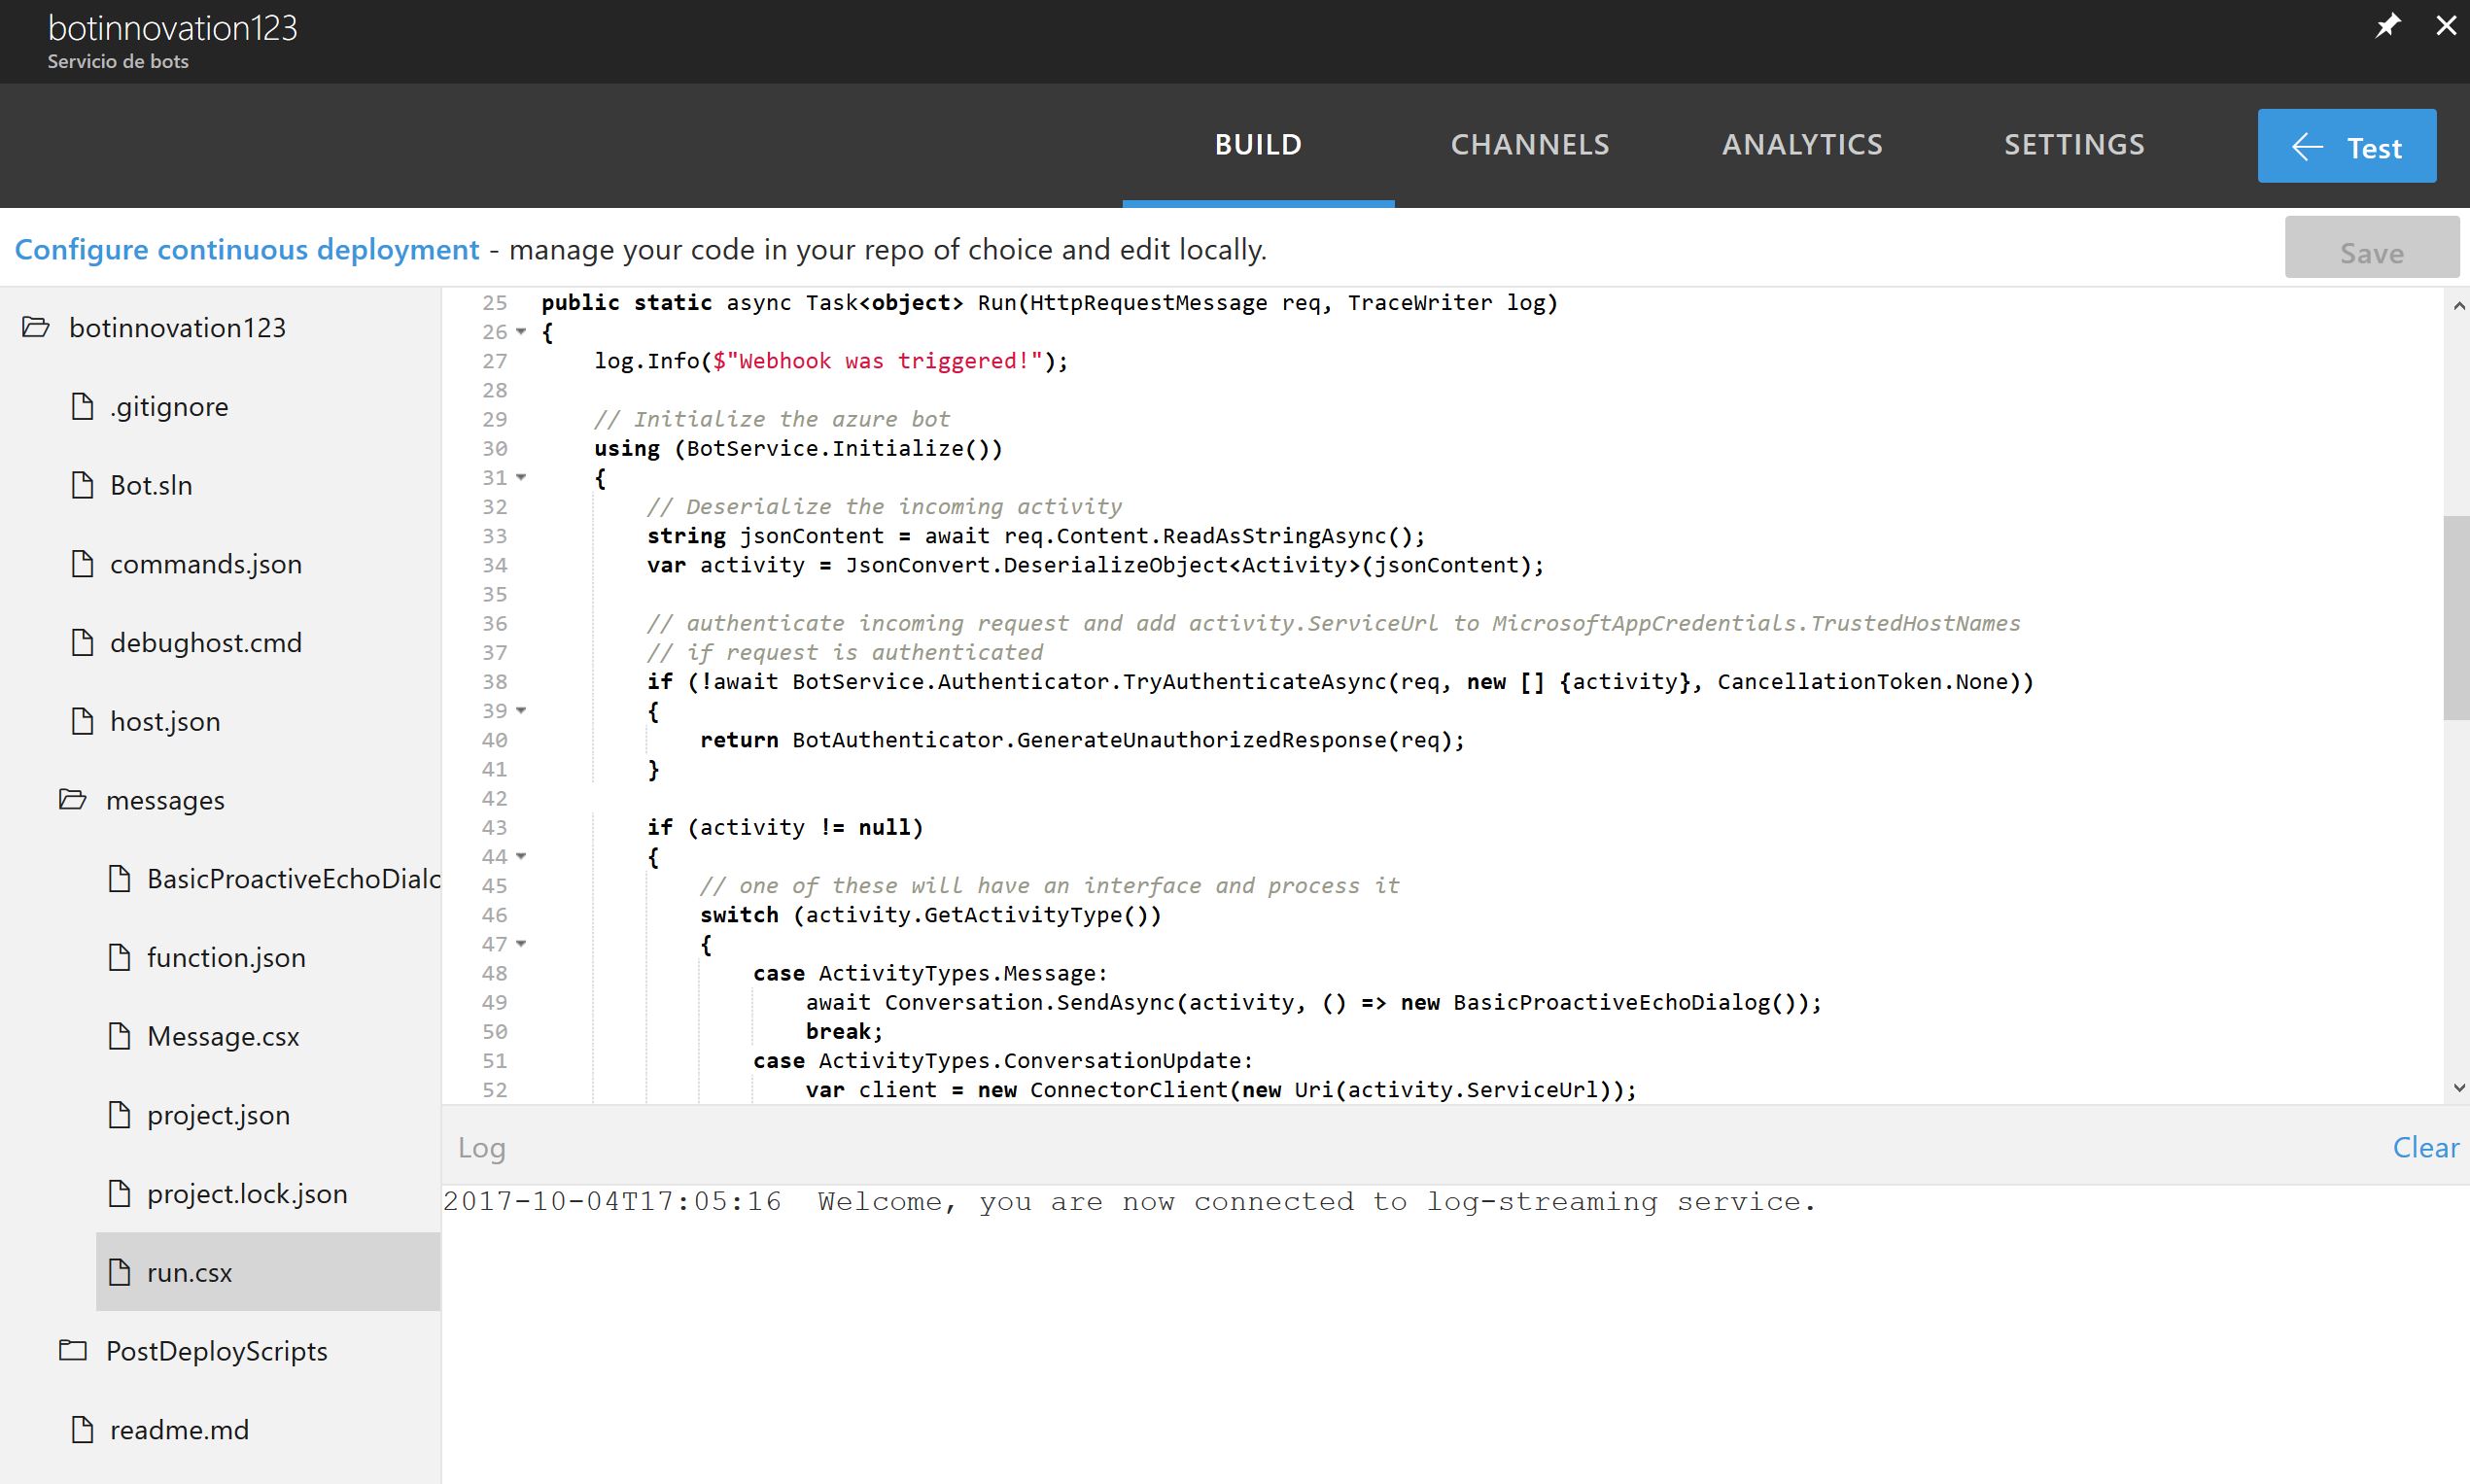 botinnovation123
Servicio de bots
BUILD CHANNELS ANALYTICS SETTINGS Test
Configure continuous deployment - manage your code in your repo of choice and edit locally.
Save
botinnovation123
.gitignore
Bot.sln
commands.json
debughost.cmd
host.json
messages
BasicProactiveEchoDialo
function.json
Message.csx
project.json
project.lock.json
run.csx
PostDeployScripts
readme.md
25 public static async Task<object> Run(HttpRequestMessage req, TraceWriter log)
26 {
27 log.Info($"Webhook was triggered!");
28
29 // Initialize the azure bot
30 using (BotService.Initialize())
31 {
32 // Deserialize the incoming activity
33 string jsonContent = await req.Content.ReadAsStringAsync();
34 var activity = JsonConvert.DeserializeObject<Activity>(jsonContent);
35
36 // authenticate incoming request and add activity.ServiceUrl to MicrosoftAppCredentials.TrustedHostNames
37 // if request is authenticated
38 if (!await BotService.Authenticator.TryAuthenticateAsync(req, new [] {activity}, CancellationToken.None))
39 {
40 return BotAuthenticator.GenerateUnauthorizedResponse(req);
41 }
42
43 if (activity != null)
44 {
45 // one of these will have an interface and process it
46 switch (activity.GetActivityType())
47 {
48 case ActivityTypes.Message:
49 await Conversation.SendAsync(activity, () => new BasicProactiveEchoDialog());
50 break;
51 case ActivityTypes.ConversationUpdate:
52 var client = new ConnectorClient(new Uri(activity.ServiceUrl));
Log Clear
2017-10-04T17:05:16 Welcome, you are now connected to log-streaming service.